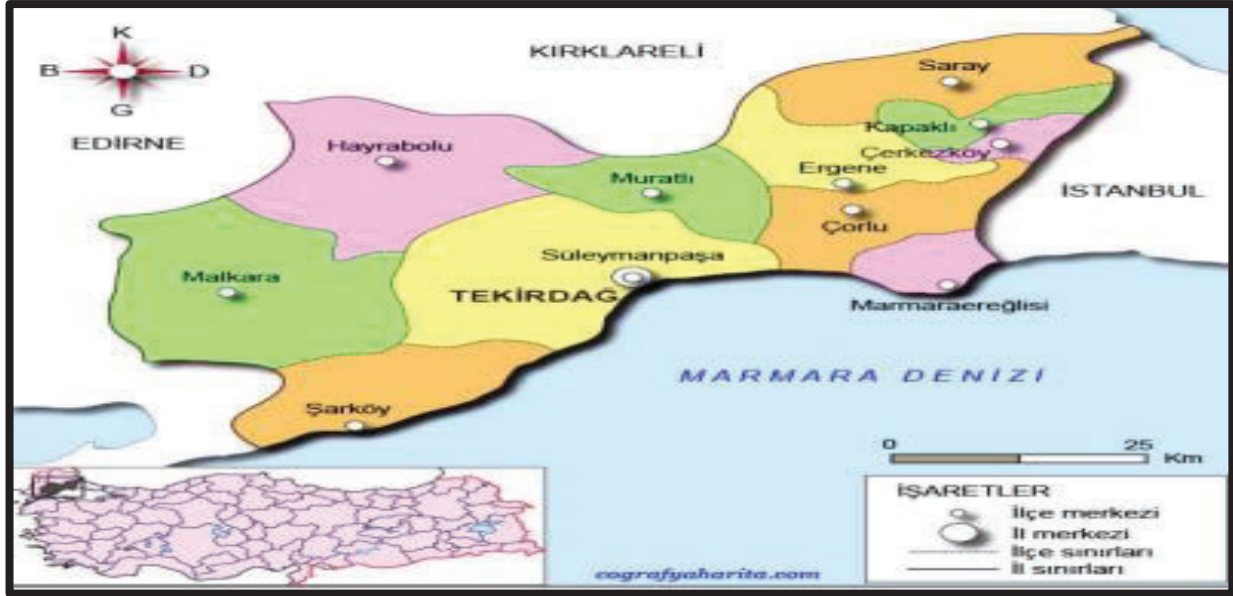 K
B D
G
KIRKLARELİ
EDİRNE
İSTANBUL
Saray
Kapaklı
Çerkezköy
Hayrabolu
Muratlı
Ergene
Çorlu
Süleymanpaşa
Malkara
TEKİRDAĞ
Marmaraereğlisi
MARMARA DENİZİ
Şarköy
0 25
Km
İŞARETLER
İlçe merkezi
İl merkezi
İlçe sınırları
İl sınırları
cografyaharita.com